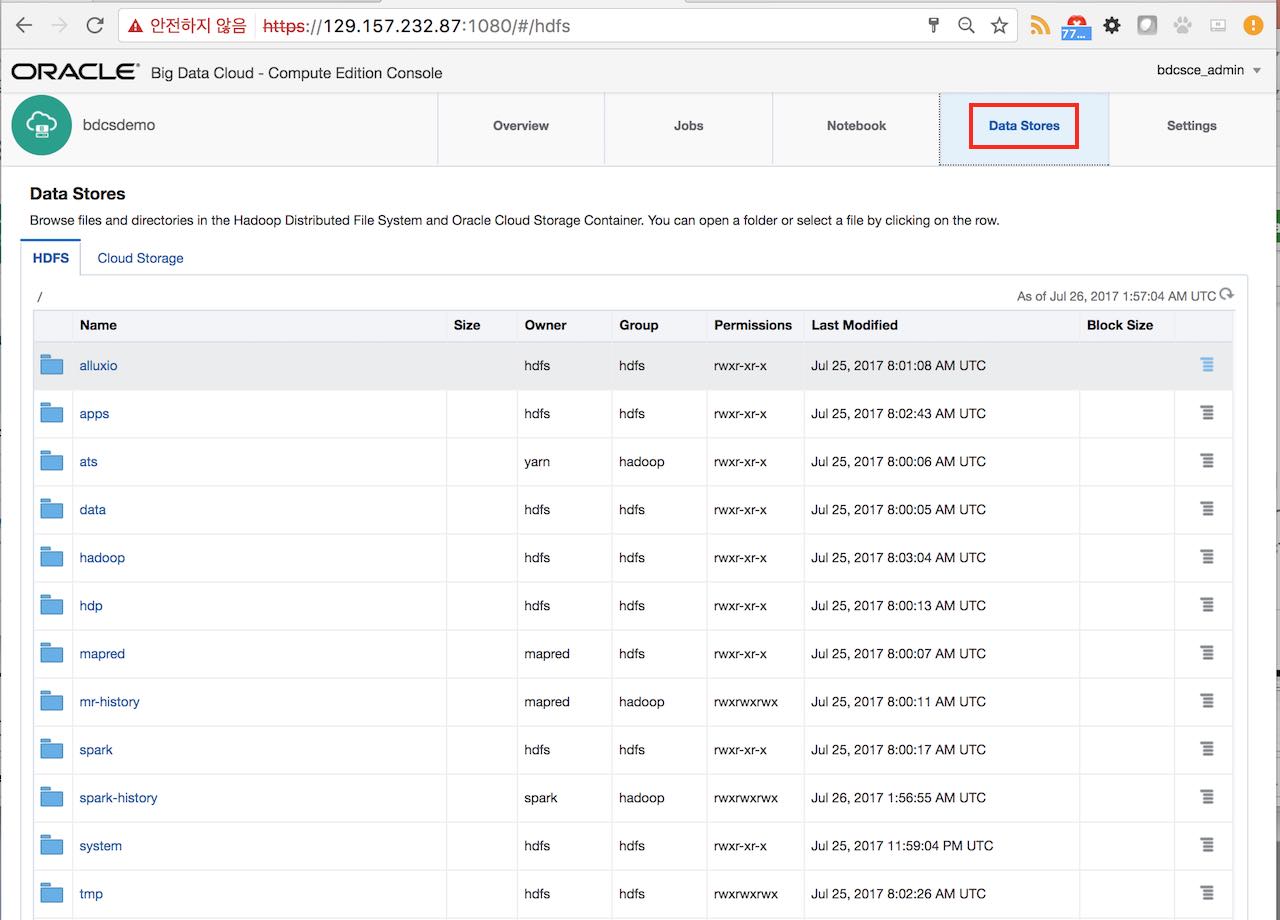 안전하지 않음 https://129.157.232.87:1080/#/hdfs
77...
ORACLE® Big Data Cloud - Compute Edition Console bdcsce_admin
bdcsdemo Overview Jobs Notebook Data Stores Settings
Data Stores
Browse files and directories in the Hadoop Distributed File System and Oracle Cloud Storage Container. You can open a folder or select a file by clicking on the row.
HDFS Cloud Storage
/ As of Jul 26, 2017 1:57:04 AM UTC
Name Size Owner Group Permissions Last Modified Block Size
alluxio hdfs hdfs rwxr-xr-x Jul 25, 2017 8:01:08 AM UTC
apps hdfs hdfs rwxr-xr-x Jul 25, 2017 8:02:43 AM UTC
ats yarn hadoop rwxr-xr-x Jul 25, 2017 8:00:06 AM UTC
data hdfs hdfs rwxr-xr-x Jul 25, 2017 8:00:05 AM UTC
hadoop hdfs hdfs rwxr-xr-x Jul 25, 2017 8:03:04 AM UTC
hdp hdfs hdfs rwxr-xr-x Jul 25, 2017 8:00:13 AM UTC
mapred mapred hdfs rwxr-xr-x Jul 25, 2017 8:00:07 AM UTC
mr-history mapred hadoop rwxrwxrwx Jul 25, 2017 8:00:11 AM UTC
spark hdfs hdfs rwxr-xr-x Jul 25, 2017 8:00:17 AM UTC
spark-history spark hadoop rwxrwxrwx Jul 26, 2017 1:56:55 AM UTC
system hdfs hdfs rwxr-xr-x Jul 25, 2017 11:59:04 PM UTC
tmp hdfs hdfs rwxrwxrwx Jul 25, 2017 8:02:26 AM UTC